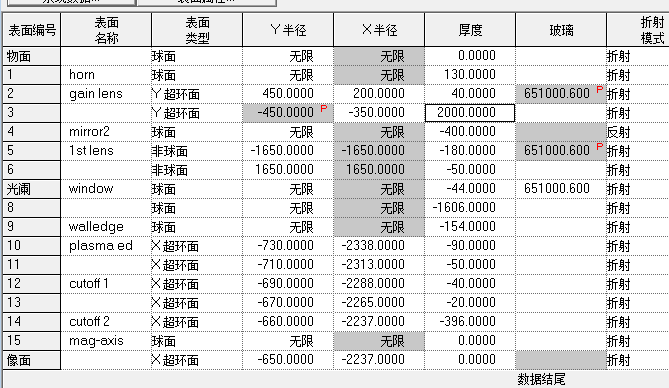 表面编号 表面名称 表面类型 Y半径 X半径 厚度 玻璃 折射模式
物面 球面 无限 无限 0.0000 折射
1 horn 球面 无限 无限 130.0000 折射
2 gain lens Y超环面 450.0000 200.0000 40.0000 651000.600 P 折射
3 Y超环面 -450.0000 P -350.0000 2000.0000 折射
4 mirror2 球面 无限 无限 -400.0000 反射
5 1st lens 非球面 -1650.0000 -1650.0000 -180.0000 651000.600 P 折射
6 非球面 1650.0000 1650.0000 -50.0000 折射
光阑 window 球面 无限 无限 -44.0000 651000.600 折射
8 球面 无限 无限 -1606.0000 折射
9 walledge 球面 无限 无限 -154.0000 折射
10 plasma ed X超环面 -730.0000 -2338.0000 -90.0000 折射
11 X超环面 -710.0000 -2313.0000 -50.0000 折射
12 cutoff1 X超环面 -690.0000 -2288.0000 -40.0000 折射
13 X超环面 -670.0000 -2265.0000 -20.0000 折射
14 cutoff2 X超环面 -660.0000 -2237.0000 -396.0000 折射
15 mag-axis 球面 无限 无限 0.0000 折射
像面 X超环面 -650.0000 -2237.0000 0.0000 折射
数据结尾